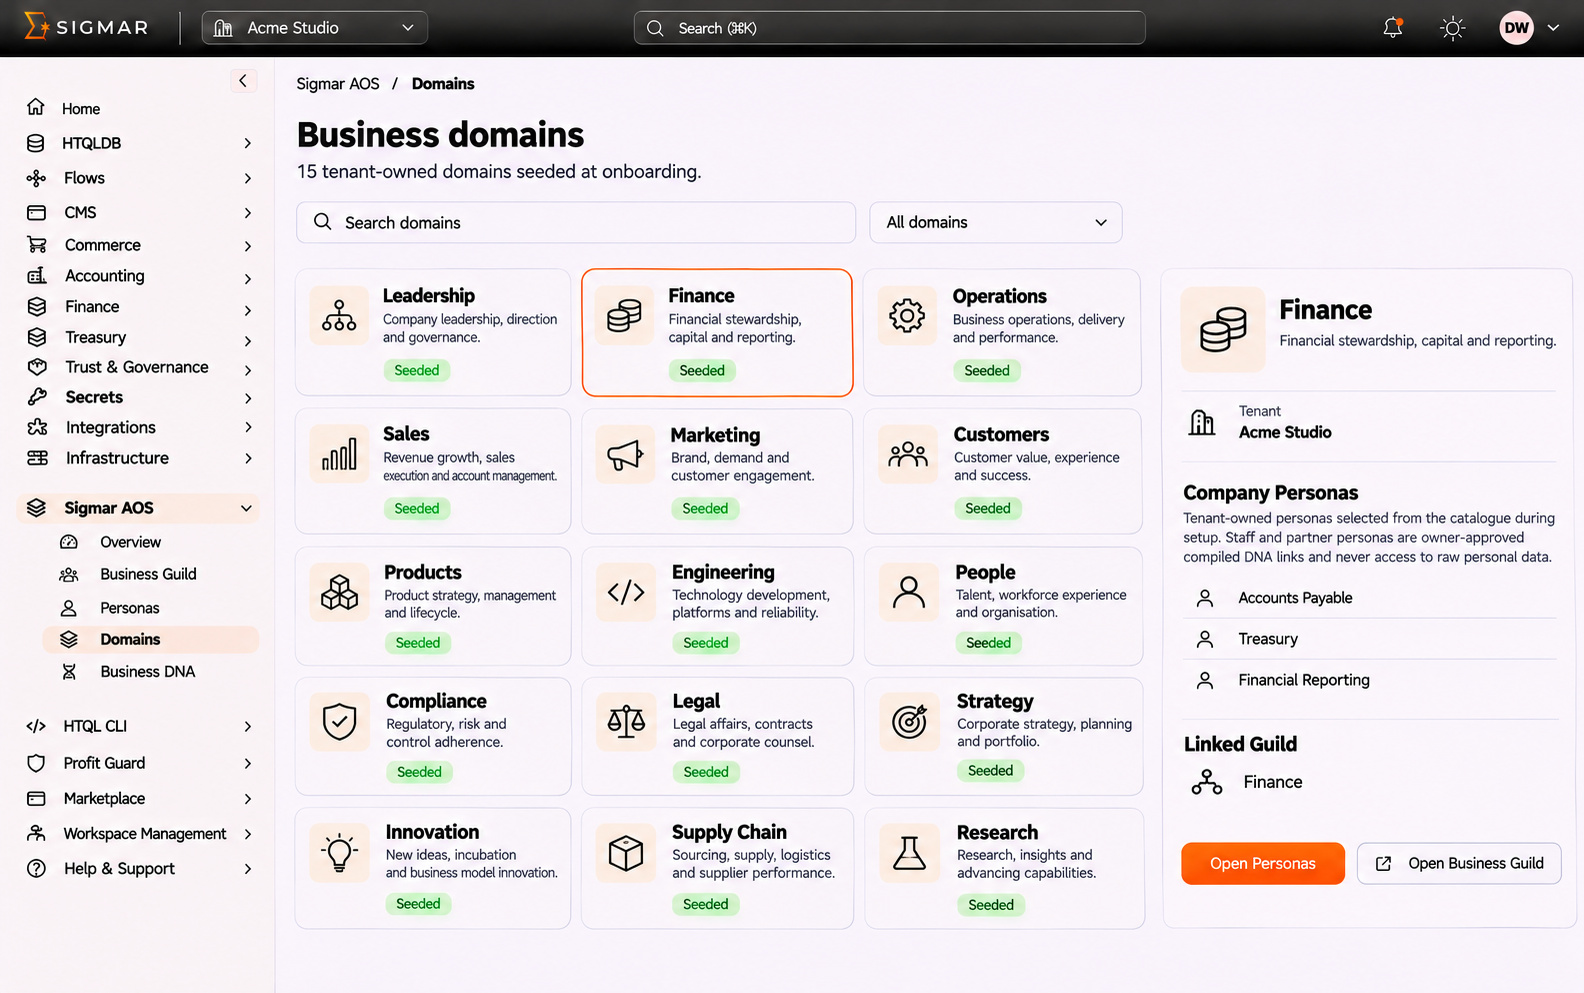 SIGMAR
Acme Studio
Search (⌘K)
DW
Home
HTQLDB
Flows
CMS
Commerce
Accounting
Finance
Treasury
Trust & Governance
Secrets
Integrations
Infrastructure
Sigmar AOS
Overview
Business Guild
Personas
Domains
Business DNA
HTQL CLI
Profit Guard
Marketplace
Workspace Management
Help & Support
Sigmar AOS / Domains
Business domains
15 tenant-owned domains seeded at onboarding.
Search domains
All domains
Leadership
Company leadership, direction
and governance.
Seeded
Finance
Financial stewardship,
capital and reporting.
Seeded
Operations
Business operations, delivery
and performance.
Seeded
Sales
Revenue growth, sales
execution and account management.
Seeded
Marketing
Brand, demand and
customer engagement.
Seeded
Customers
Customer value, experience
and success.
Seeded
Products
Product strategy, management
and lifecycle.
Seeded
Engineering
Technology development,
platforms and reliability.
Seeded
People
Talent, workforce experience
and organisation.
Seeded
Compliance
Regulatory, risk and
control adherence.
Seeded
Legal
Legal affairs, contracts
and corporate counsel.
Seeded
Strategy
Corporate strategy, planning
and portfolio.
Seeded
Innovation
New ideas, incubation
and business model innovation.
Seeded
Supply Chain
Sourcing, supply, logistics
and supplier performance.
Seeded
Research
Research, insights and
advancing capabilities.
Seeded
Finance
Financial stewardship, capital and reporting.
Tenant
Acme Studio
Company Personas
Tenant-owned personas selected from the catalogue during
setup. Staff and partner personas are owner-approved
compiled DNA links and never access to raw personal data.
Accounts Payable
Treasury
Financial Reporting
Linked Guild
Finance
Open Personas
Open Business Guild